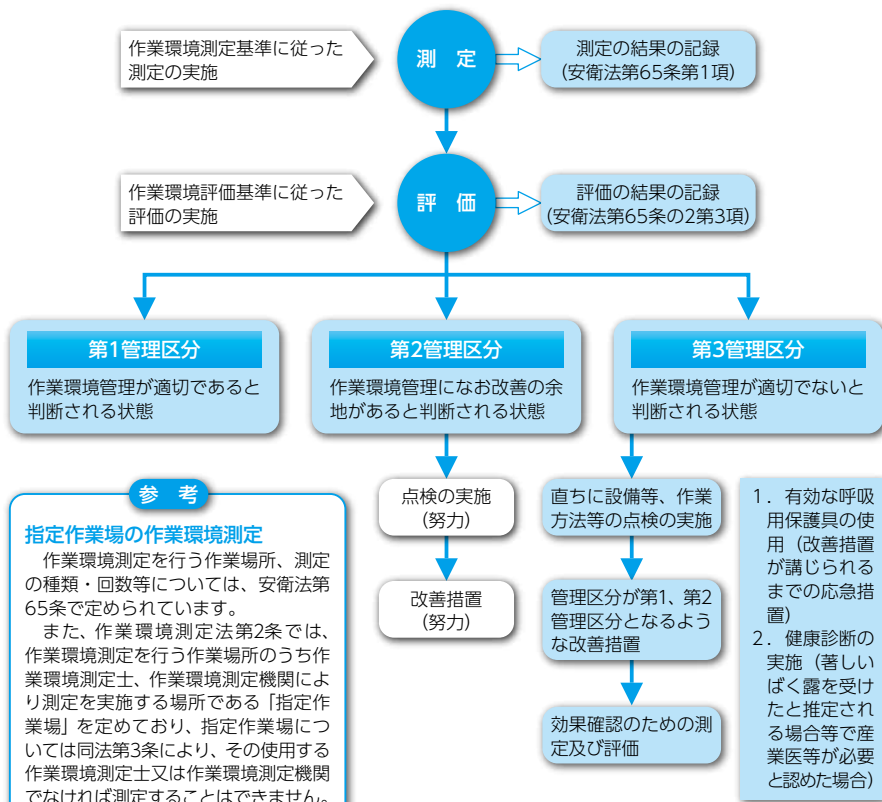 作業環境測定基準に従った
測定の実施
測 定
測定の結果の記録
(安衛法第65条第1項)
作業環境評価基準に従った
評価の実施
評 価
評価の結果の記録
(安衛法第65条の2第3項)
第1管理区分
作業環境管理が適切であると
判断される状態
第2管理区分
作業環境管理になお改善の余
地があると判断される状態
第3管理区分
作業環境管理が適切でないと
判断される状態
点検の実施
(努力)
改善措置
(努力)
直ちに設備等、作業
方法等の点検の実施
管理区分が第1、第2
管理区分となるよう
な改善措置
効果確認のための測
定及び評価
1．有効な呼吸
用保護具の使
用（改善措置
が講じられる
までの応急措
置）
2．健康診断の
実施（著しい
ばく露を受け
たと推定され
る場合等で産
業医等が必要
と認めた場合）
参 考
指定作業場の作業環境測定
作業環境測定を行う作業場所、測定
の種類・回数等については、安衛法第
65条で定められています。
また、作業環境測定法第2条では、
作業環境測定を行う作業場所のうち作
業環境測定士、作業環境測定機関によ
り測定を実施する場所である「指定作
業場」を定めており、指定作業場につ
いては同法第3条により、その使用する
作業環境測定士又は作業環境測定機関
でなければ測定することはできません。